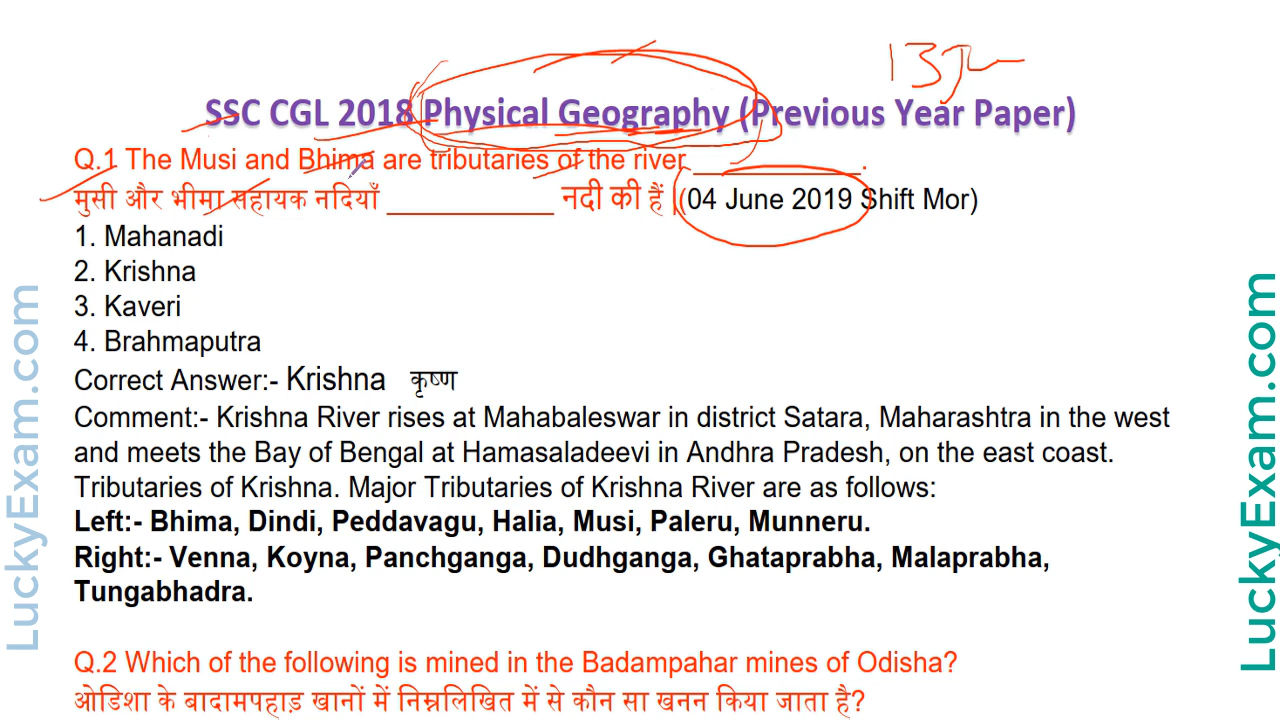 13 June
SSC CGL 2018 Physical Geography (Previous Year Paper)
Q.1 The Musi and Bhima are tributaries of the river ____________.
मुसी और भीमा सहायक नदियाँ ____________ नदी की हैं | (04 June 2019 Shift Mor)
1. Mahanadi
2. Krishna
3. Kaveri
4. Brahmaputra
Correct Answer:- Krishna कृष्ण
Comment:- Krishna River rises at Mahabaleswar in district Satara, Maharashtra in the west
and meets the Bay of Bengal at Hamasaladeevi in Andhra Pradesh, on the east coast.
Tributaries of Krishna. Major Tributaries of Krishna River are as follows:
Left:- Bhima, Dindi, Peddavagu, Halia, Musi, Paleru, Munneru.
Right:- Venna, Koyna, Panchganga, Dudhganga, Ghataprabha, Malaprabha,
Tungabhadra.
Q.2 Which of the following is mined in the Badampahar mines of Odisha?
ओडिशा के बादामपहाड़ खानों में निम्नलिखित में से कौन सा खनन किया जाता है?
LuckyExam.com
LuckyExam.com